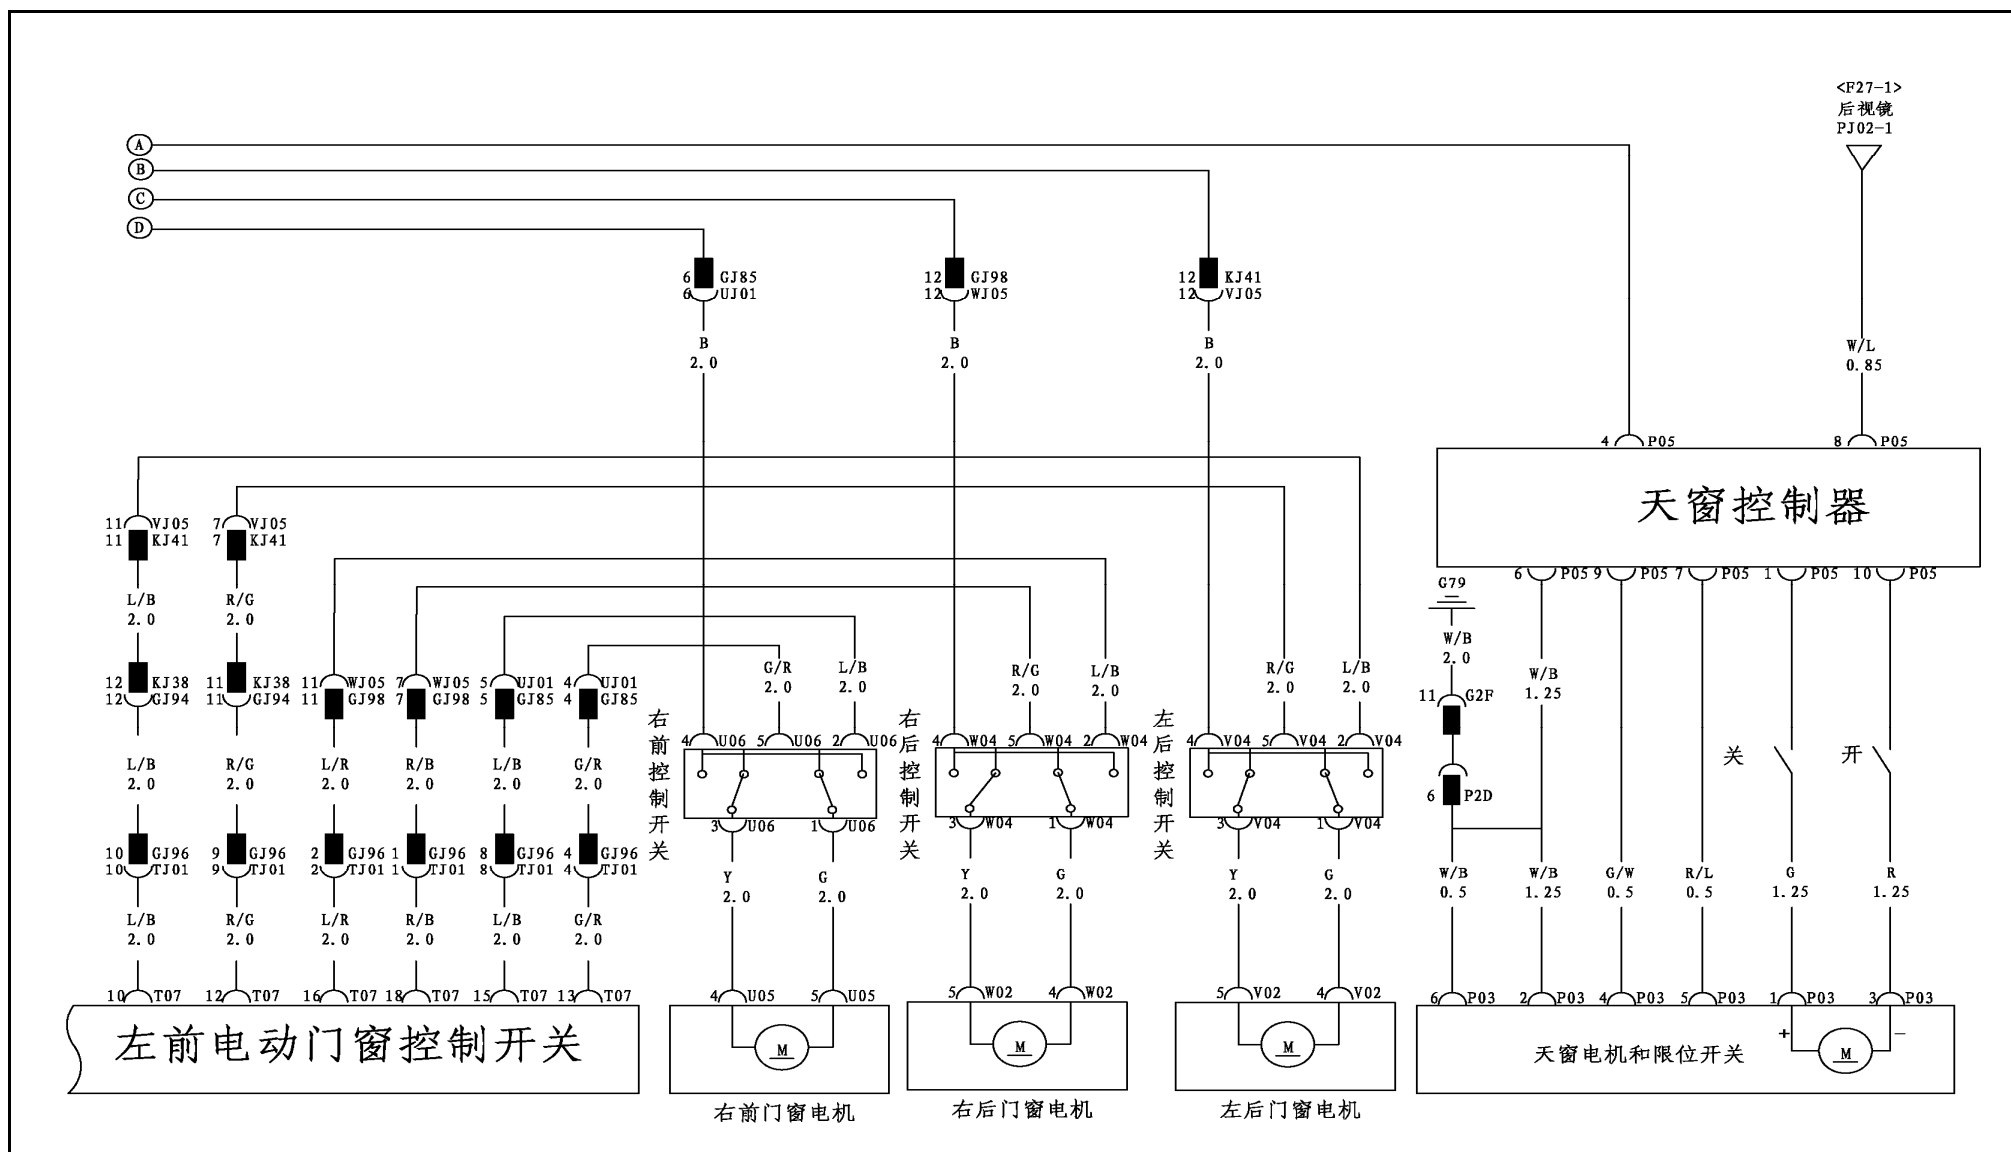 <F27-1>
后视镜
PJ02-1
A
B
C
D
6 GJ85
6 UJ01
12 GJ98
12 WJ05
12 KJ41
12 VJ05
B
2.0
B
2.0
B
2.0
W/L
0.85
4 P05
8 P05
天窗控制器
11 VJ05
11 KJ41
7 VJ05
7 KJ41
6 P05
9 P05
7 P05
1 P05
10 P05
G79
L/B
2.0
R/G
2.0
W/B
2.0
W/B
1.25
12 KJ38
12 GJ94
11 KJ38
11 GJ94
11 WJ05
11 GJ98
7 WJ05
7 GJ98
5 UJ01
5 GJ85
4 UJ01
4 GJ85
G/R
2.0
L/B
2.0
R/G
2.0
L/B
2.0
R/G
2.0
L/B
2.0
11 G2F
6 P2D
右前控制开关
4 U06
5 U06
2 U06
右后控制开关
4 W04
5 W04
2 W04
左后控制开关
4 V04
5 V04
2 V04
关
开
L/B
2.0
R/G
2.0
L/R
2.0
R/B
2.0
L/B
2.0
G/R
2.0
3 U06
1 U06
3 W04
1 W04
3 V04
1 V04
10 GJ96
10 TJ01
9 GJ96
9 TJ01
2 GJ96
2 TJ01
1 GJ96
1 TJ01
8 GJ96
8 TJ01
4 GJ96
4 TJ01
Y
2.0
G
2.0
Y
2.0
G
2.0
Y
2.0
G
2.0
W/B
0.5
W/B
1.25
G/W
0.5
R/L
0.5
G
1.25
R
1.25
L/B
2.0
R/G
2.0
L/R
2.0
R/B
2.0
L/B
2.0
G/R
2.0
10 T07
12 T07
16 T07
18 T07
15 T07
13 T07
4 U05
5 U05
5 W02
4 W02
5 V02
4 V02
6 P03
2 P03
4 P03
5 P03
1 P03
3 P03
左前电动门窗控制开关
M
M
M
天窗电机和限位开关
+
M
-
右前门窗电机
右后门窗电机
左后门窗电机